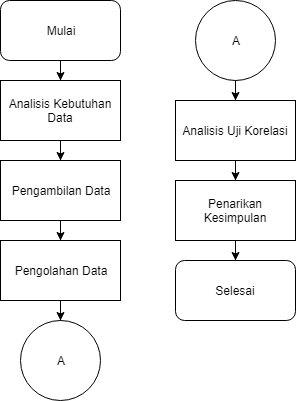 Mulai
Analisis Kebutuhan
Data
Pengambilan Data
Pengolahan Data
A
A
Analisis Uji Korelasi
Penarikan
Kesimpulan
Selesai